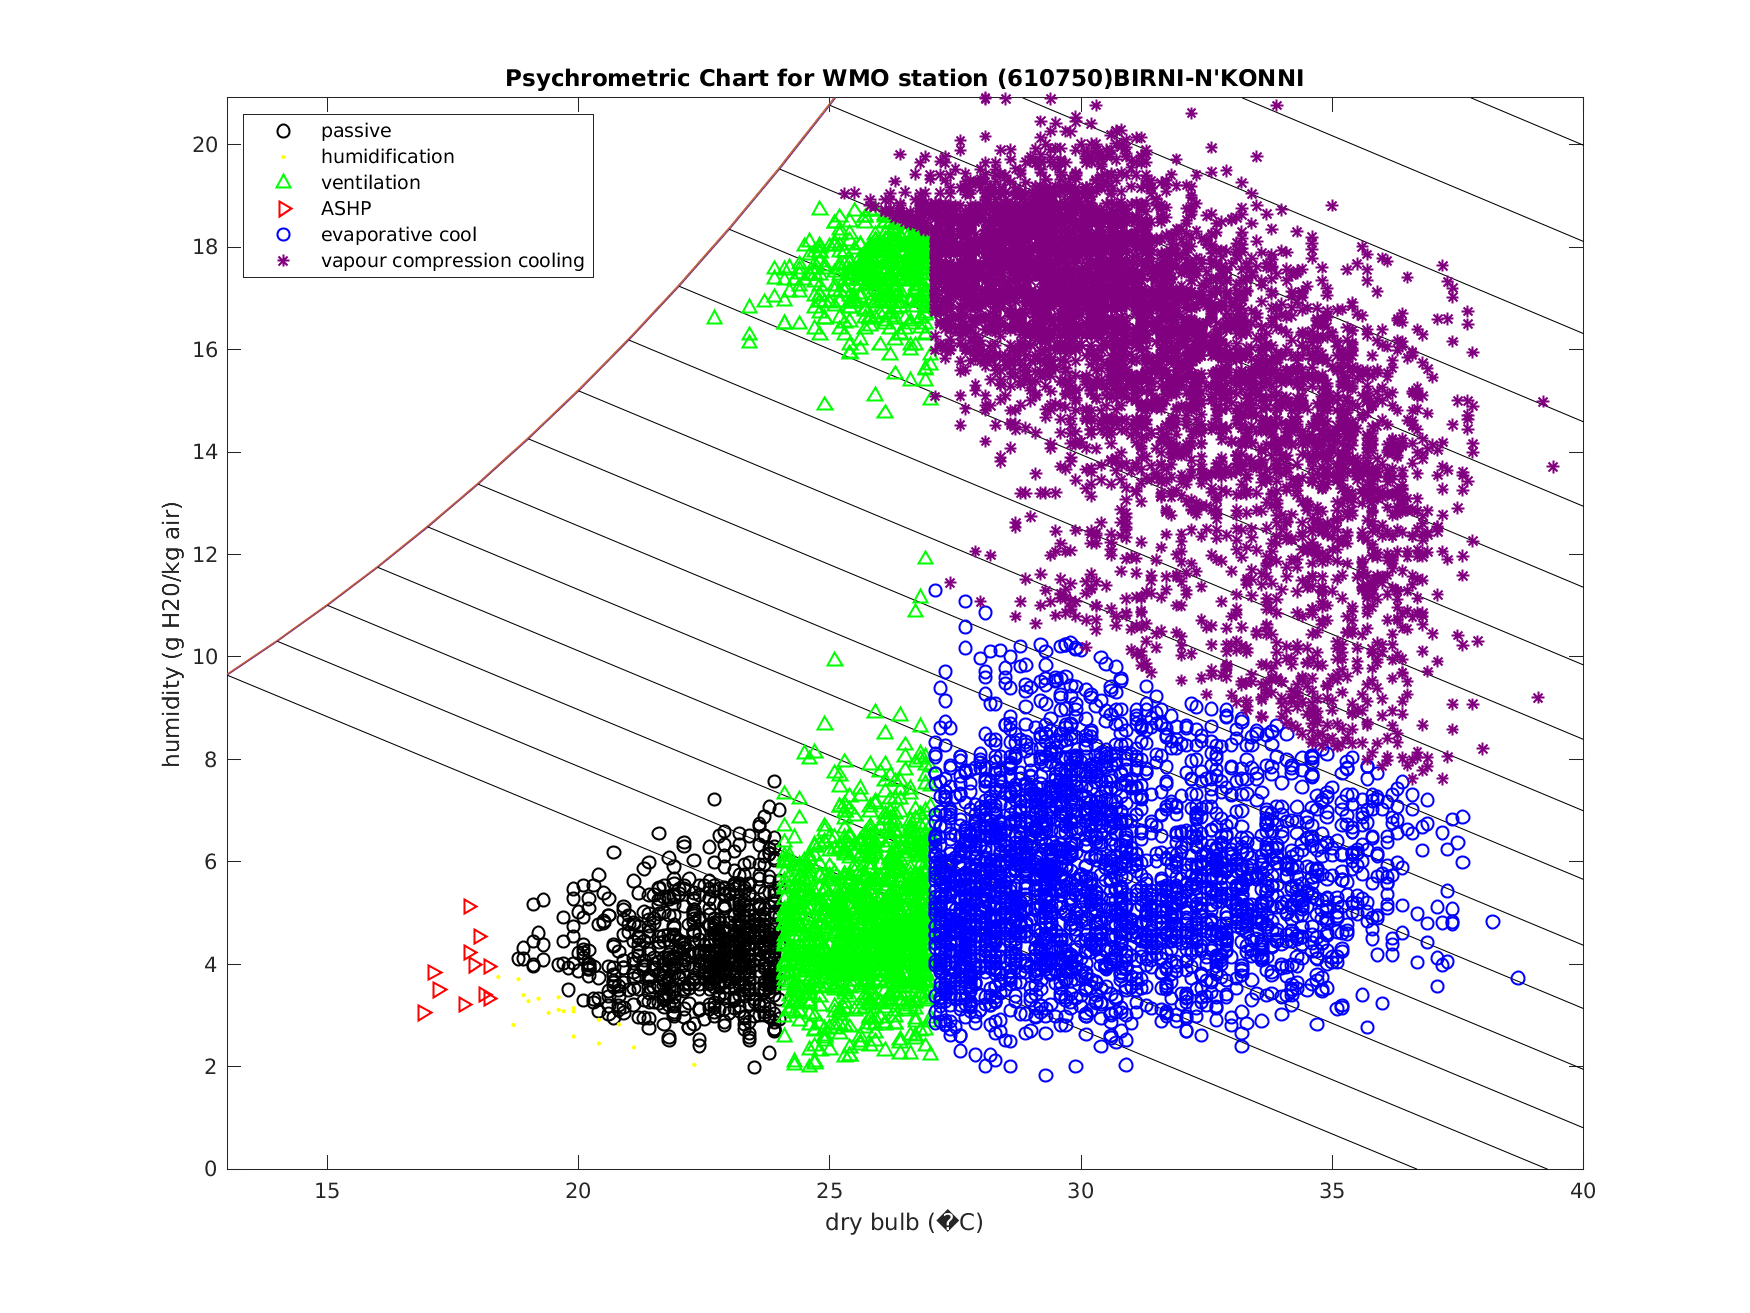 Psychrometric Chart for WMO station (610750)BIRNI-N'KONNI
passive
humidification
ventilation
ASHP
evaporative cool
vapour compression cooling
humidity (g H20/kg air)
20
18
16
14
12
10
8
6
4
2
0
15 20 25 30 35 40
dry bulb (�C)